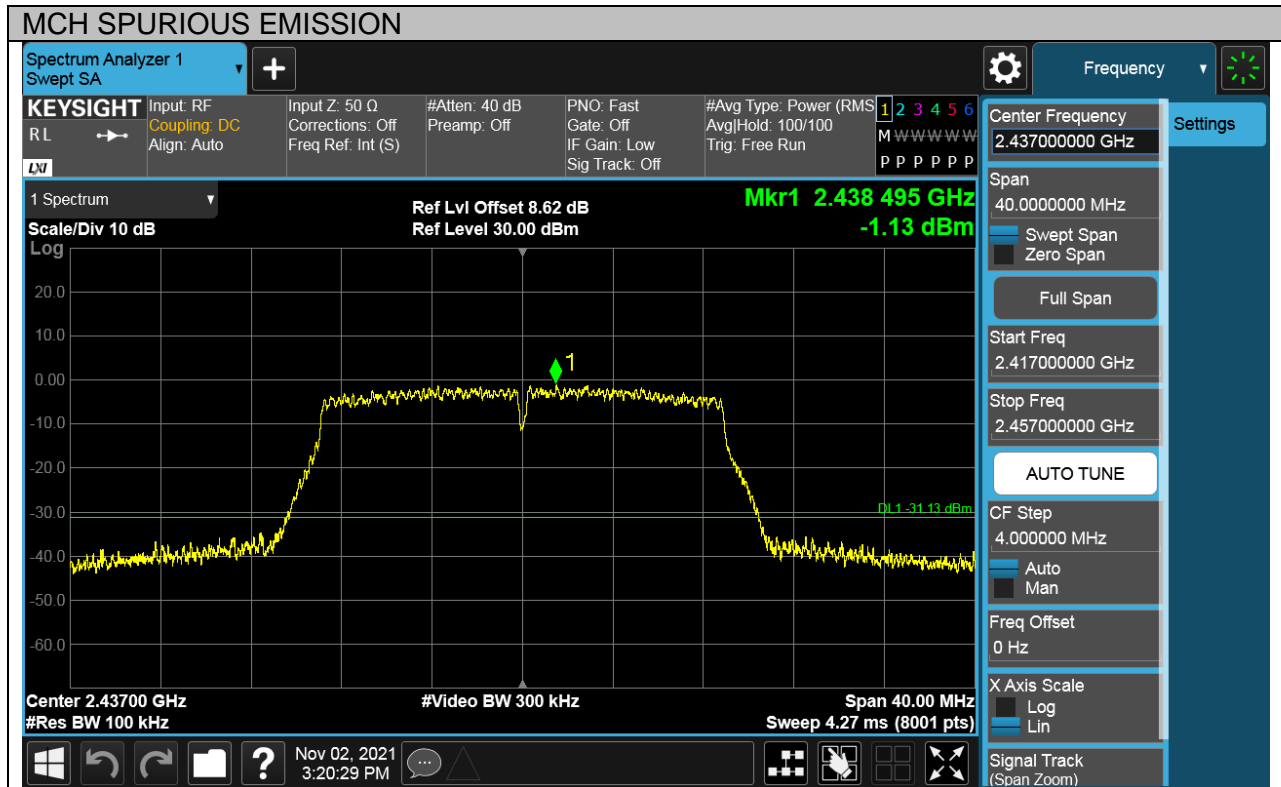 MCH SPURIOUS EMISSION
Spectrum Analyzer 1
Swept SA
Frequency
KEYSIGHT
R L
LXI
Input: RF
Coupling: DC
Align: Auto
Input Z: 50 Ω
Corrections: Off
Freq Ref: Int (S)
#Atten: 40 dB
Preamp: Off
PNO: Fast
Gate: Off
IF Gain: Low
Sig Track: Off
#Avg Type: Power (RMS
Avg|Hold: 100/100
Trig: Free Run
1 2 3 4 5 6
M W W W W W
P P P P P P
1 Spectrum
Scale/Div 10 dB
Ref Lvl Offset 8.62 dB
Ref Level 30.00 dBm
Mkr1 2.438 495 GHz
-1.13 dBm
Log
20.0
10.0
0.00
-10.0
-20.0
-30.0
-40.0
-50.0
-60.0
1
DL1 -31.13 dBm
Center 2.43700 GHz
#Res BW 100 kHz
#Video BW 300 kHz
Span 40.00 MHz
Sweep 4.27 ms (8001 pts)
Center Frequency
2.437000000 GHz
Settings
Span
40.0000000 MHz
Swept Span
Zero Span
Full Span
Start Freq
2.417000000 GHz
Stop Freq
2.457000000 GHz
AUTO TUNE
CF Step
4.000000 MHz
Auto
Man
Freq Offset
0 Hz
X Axis Scale
Log
Lin
Signal Track
(Span Zoom)
?
Nov 02, 2021
3:20:29 PM